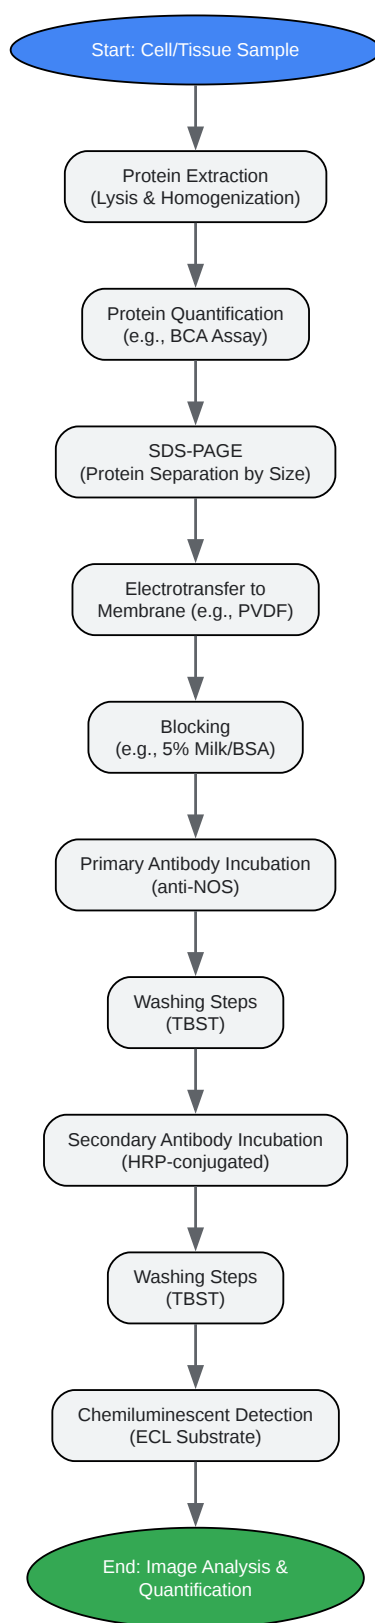 Start: Cell/Tissue Sample
Protein Extraction
(Lysis & Homogenization)
Protein Quantification
(e.g., BCA Assay)
SDS-PAGE
(Protein Separation by Size)
Electrotransfer to
Membrane (e.g., PVDF)
Blocking
(e.g., 5% Milk/BSA)
Primary Antibody Incubation
(anti-NOS)
Washing Steps
(TBST)
Secondary Antibody Incubation
(HRP-conjugated)
Washing Steps
(TBST)
Chemiluminescent Detection
(ECL Substrate)
End: Image Analysis &
Quantification